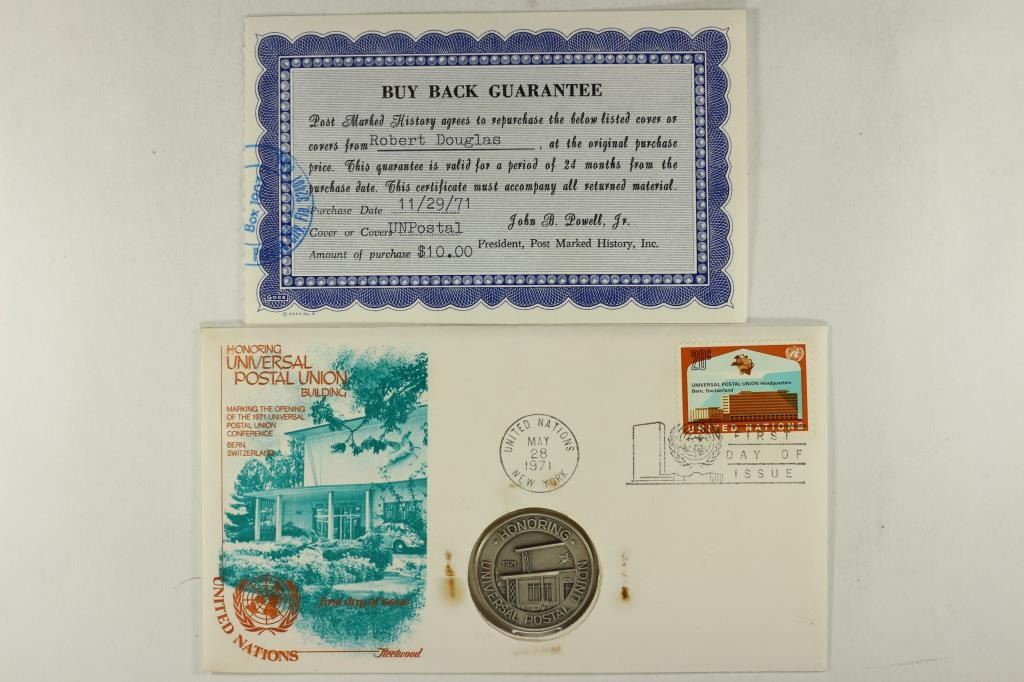 BUY BACK GUARANTEE
Post Marked History agrees to repurchase the below listed cover or
covers from Robert Douglas, at the original purchase
price. This guarantee is valid for a period of 24 months from the
purchase date. This certificate must accompany all returned material.
Purchase Date 11/29/71
John B. Powell, Jr.
Cover or Covers UNPostal
President, Post Marked History, Inc.
Amount of purchase $10.00
Box
GOES
HONORING
UNIVERSAL
POSTAL UNION
BUILDING
MARKING THE OPENING
OF THE 1971 UNIVERSAL
POSTAL UNION
CONFERENCE
BERN,
SWITZERLAND
first day of issue
UNITED NATIONS
Fleetwood
UNITED NATIONS
MAY
28
1971
NEW YORK
20c
UNIVERSAL POSTAL UNION Headquarters
Bern, Switzerland
UNITED NATIONS
FIRST
DAY OF
ISSUE
HONORING
1971
UNIVERSAL POSTAL UNION